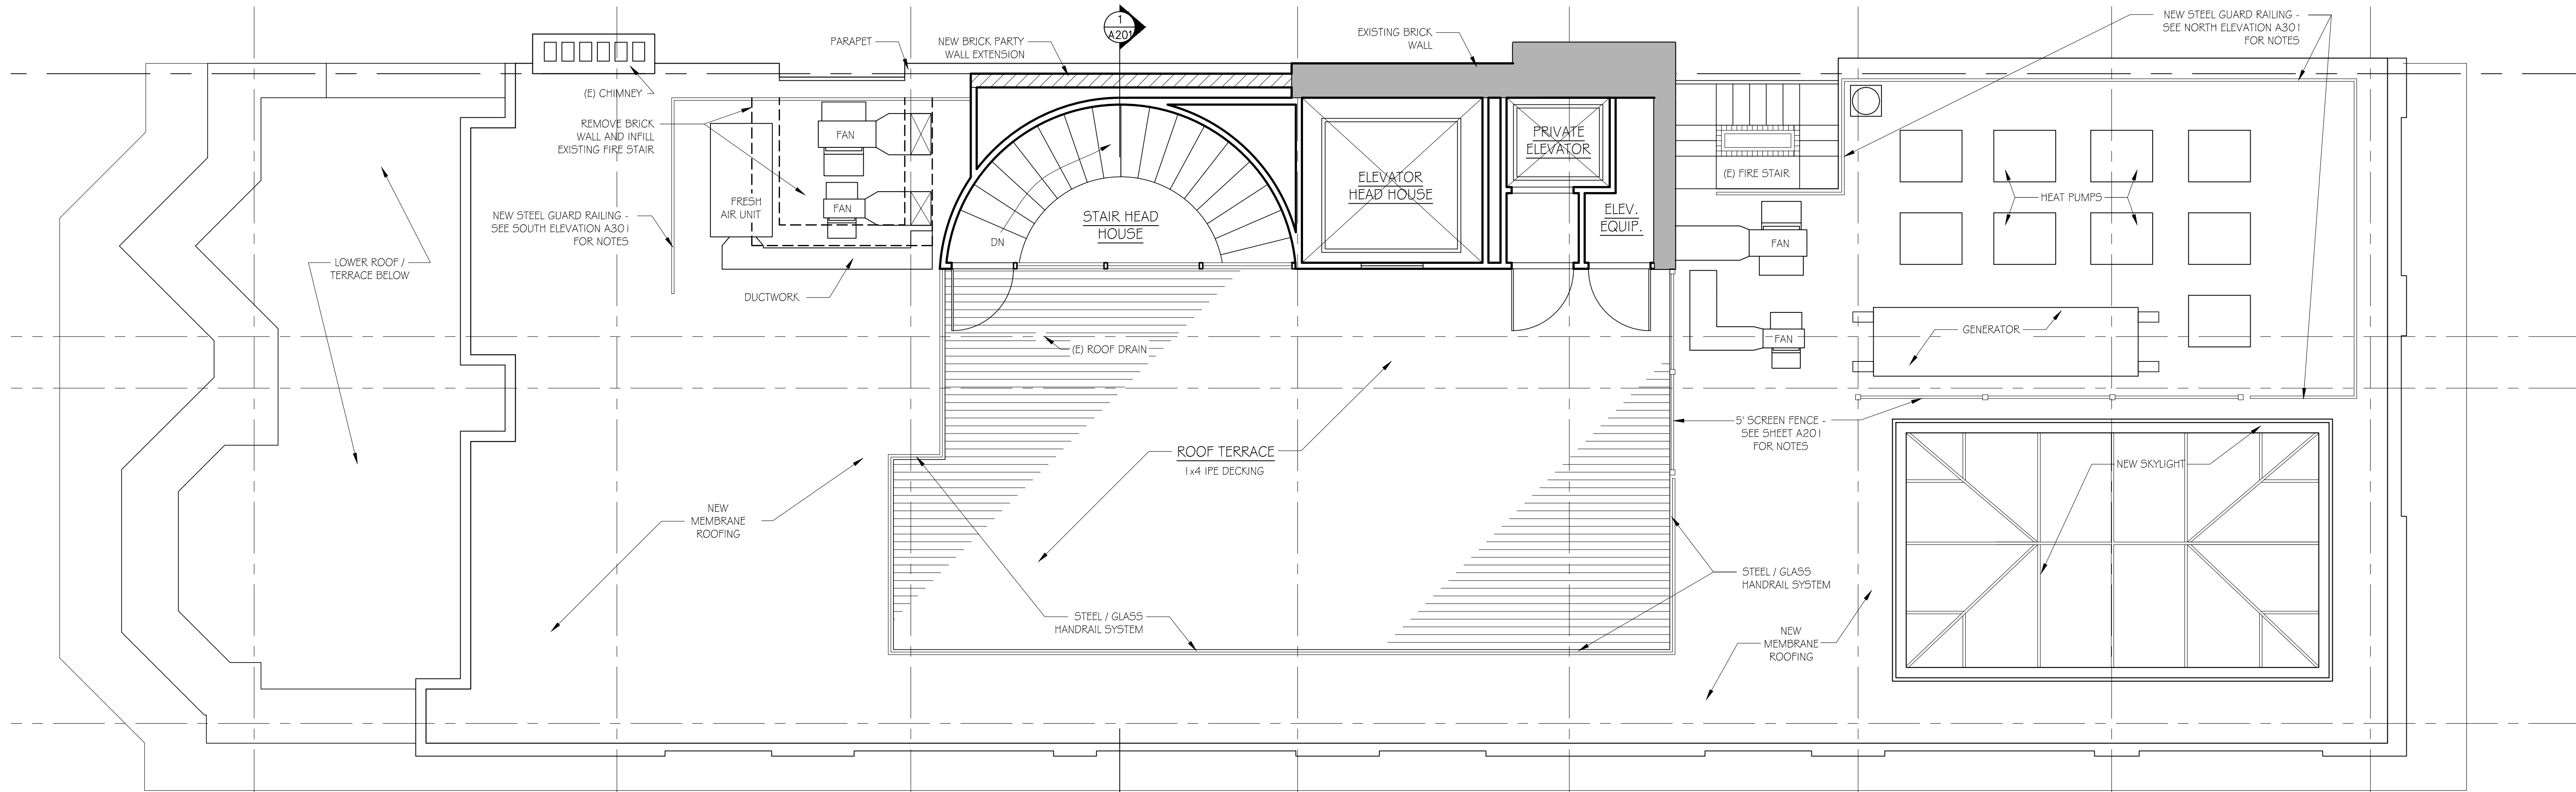 1
A201
PARAPET
NEW BRICK PARTY
WALL EXTENSION
EXISTING BRICK
WALL
NEW STEEL GUARD RAILING -
SEE NORTH ELEVATION A301
FOR NOTES
(E) CHIMNEY
REMOVE BRICK
WALL AND INFILL
EXISTING FIRE STAIR
FAN
FAN
FRESH
AIR UNIT
NEW STEEL GUARD RAILING -
SEE SOUTH ELEVATION A301
FOR NOTES
LOWER ROOF /
TERRACE BELOW
DUCTWORK
DN
STAIR HEAD
HOUSE
ELEVATOR
HEAD HOUSE
PRIVATE
ELEVATOR
ELEV.
EQUIP.
(E) FIRE STAIR
FAN
FAN
HEAT PUMPS
GENERATOR
(E) ROOF DRAIN
5' SCREEN FENCE -
SEE SHEET A201
FOR NOTES
ROOF TERRACE
1x4 IPE DECKING
NEW SKYLIGHT
NEW
MEMBRANE
ROOFING
STEEL / GLASS
HANDRAIL SYSTEM
STEEL / GLASS
HANDRAIL SYSTEM
NEW
MEMBRANE
ROOFING